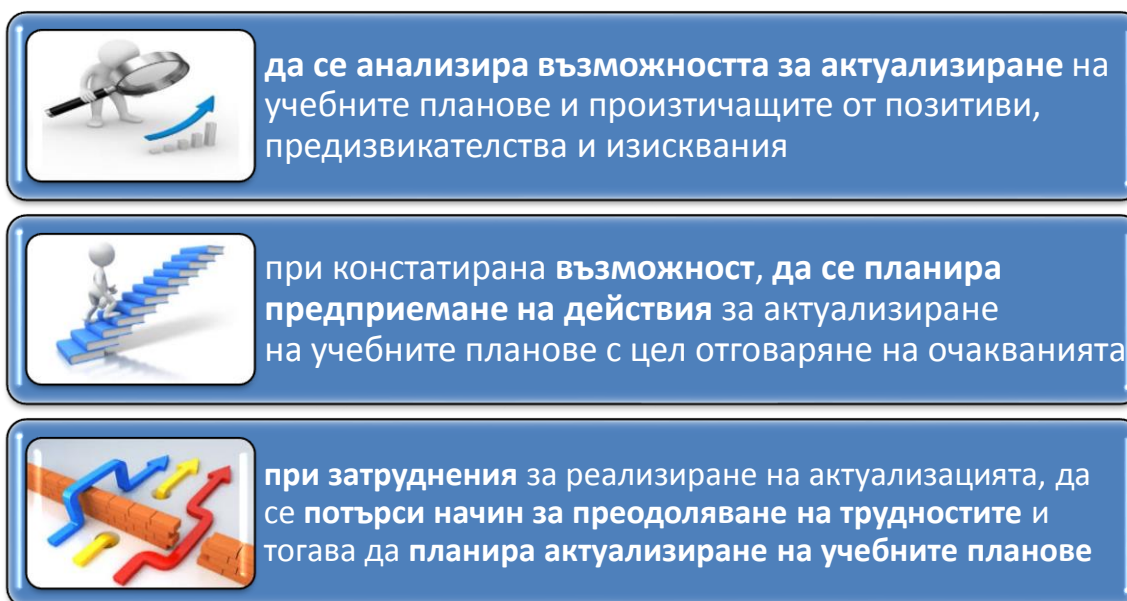 да се анализира възможността за актуализиране на
учебните планове и произтичащите от позитиви,
предизвикателства и изисквания
при констатирана възможност, да се планира
предприемане на действия за актуализиране
на учебните планове с цел отговаряне на очакванията
при затруднения за реализиране на актуализацията, да
се потърси начин за преодоляване на трудностите и
тогава да планира актуализиране на учебните планове